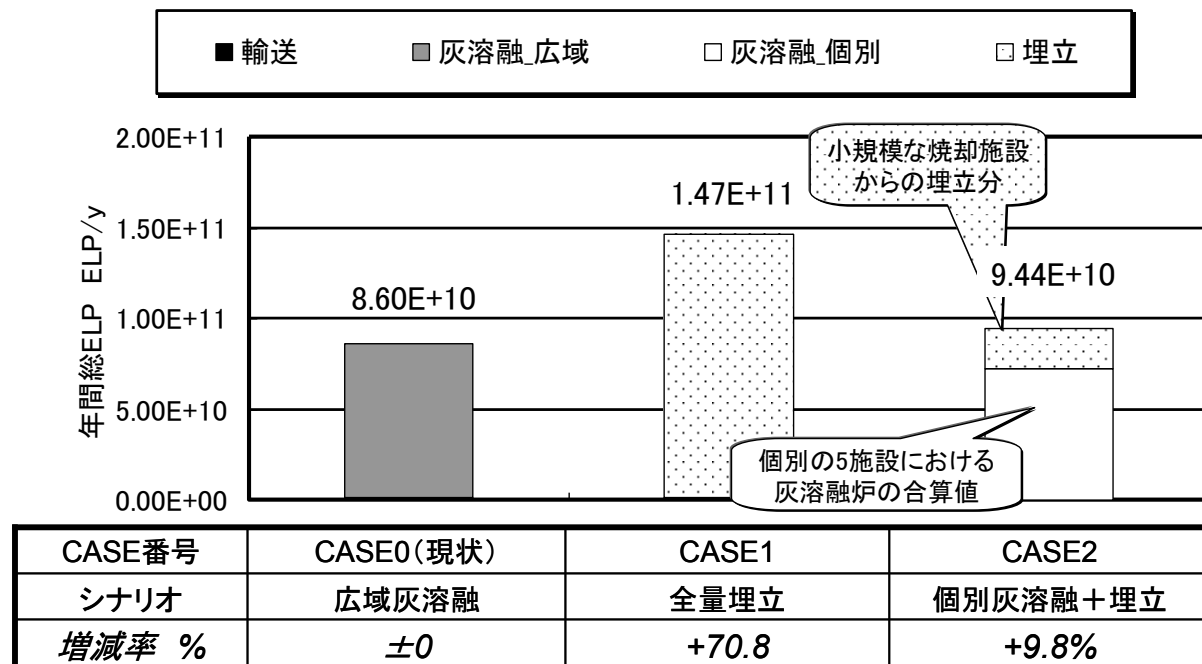 ■輸送 ■灰溶融_広域 □灰溶融_個別 □埋立
年間総ELP ELP/y
2.00E+11
1.50E+11
1.00E+11
5.00E+10
0.00E+00
8.60E+10
1.47E+11
9.44E+10
小規模な焼却施設
からの埋立分
個別の5施設における
灰溶融炉の合算値
CASE番号 CASE0(現状) CASE1 CASE2
シナリオ 広域灰溶融 全量埋立 個別灰溶融+埋立
増減率 % ±0 +70.8 +9.8%